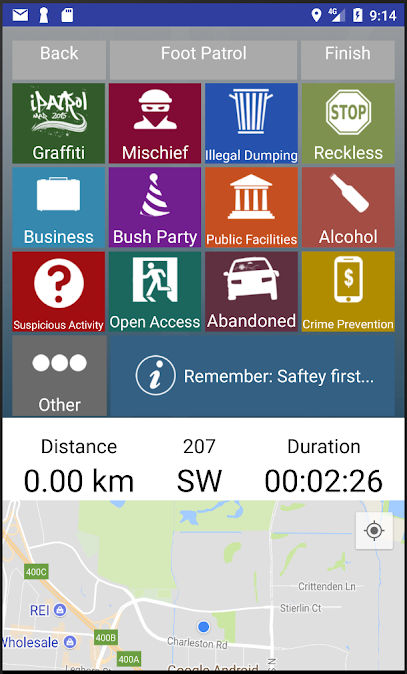 4G
9:14
Back
Foot Patrol
Finish
iPATROL
MAR 2015
Graffiti
Mischief
Illegal Dumping
STOP
Reckless
Business
Bush Party
Public Facilities
Alcohol
?
Suspicious Activity
Open Access
Abandoned
$
Crime Prevention
Other
i
Remember: Saftey first...
Distance
207
Duration
0.00 km
SW
00:02:26
400C
Crittenden Ln
REI
Stierlin Ct
Wholesale
400B
Charleston Rd
400A
Google Android